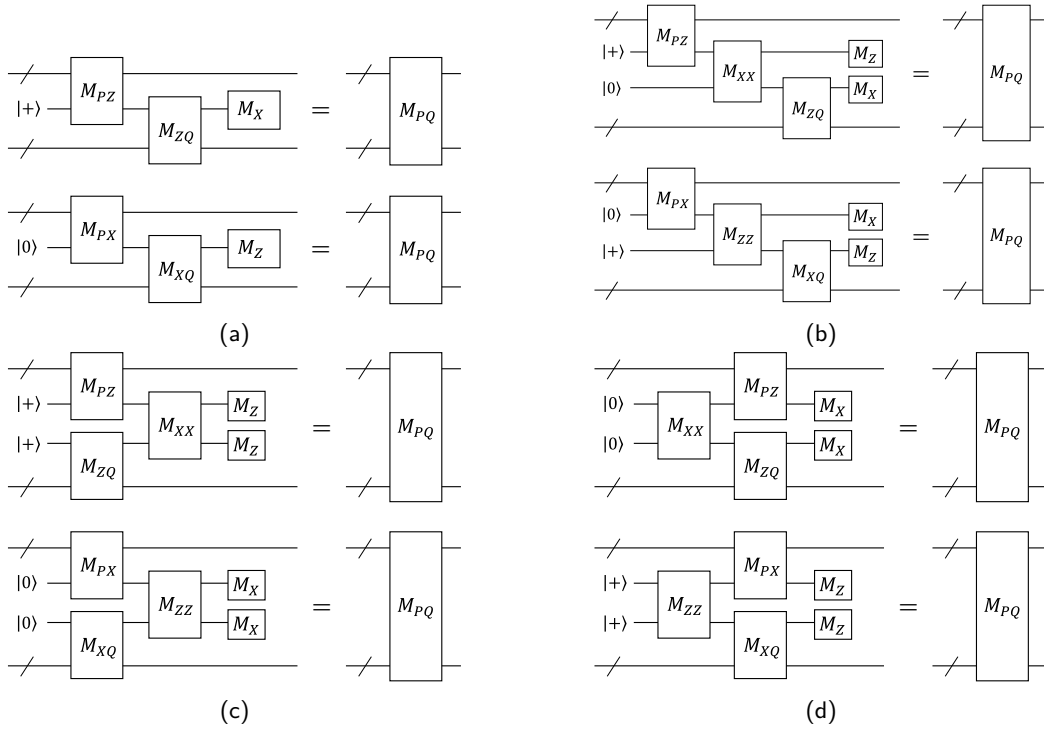 M_{PZ}
|+⟩
M_{ZQ}
M_X
=
M_{PQ}
M_{PX}
|0⟩
M_{XQ}
M_Z
=
M_{PQ}
(a)
M_{PZ}
|+⟩
M_{XX}
M_Z
|0⟩
M_{ZQ}
M_X
=
M_{PQ}
M_{PX}
|0⟩
M_{ZZ}
M_X
|+⟩
M_{XQ}
M_Z
=
M_{PQ}
(b)
M_{PZ}
|+⟩
M_{XX}
M_Z
|+⟩
M_{ZQ}
M_Z
=
M_{PQ}
M_{PX}
|0⟩
M_{ZZ}
M_X
|0⟩
M_{XQ}
M_X
=
M_{PQ}
(c)
M_{PZ}
|0⟩
M_{XX}
M_X
|0⟩
M_{ZQ}
M_X
=
M_{PQ}
M_{PX}
|+⟩
M_{ZZ}
M_Z
|+⟩
M_{XQ}
M_Z
=
M_{PQ}
(d)